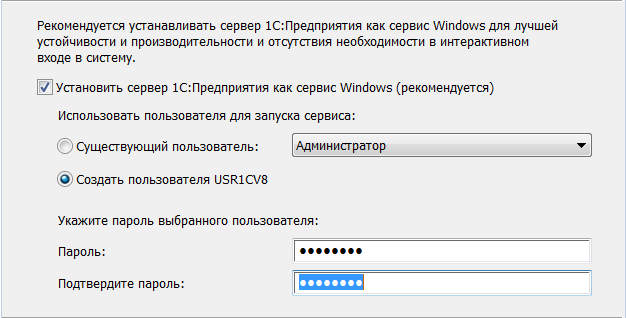 Рекомендуется устанавливать сервер 1С:Предприятия как сервис Windows для лучшей
устойчивости и производительности и отсутствия необходимости в интерактивном
входе в систему.
Установить сервер 1С:Предприятия как сервис Windows (рекомендуется)
Использовать пользователя для запуска сервиса:
Существующий пользователь: Администратор
Создать пользователя USR1CV8
Укажите пароль выбранного пользователя:
Пароль: ●●●●●●●●
Подтвердите пароль: ●●●●●●●●